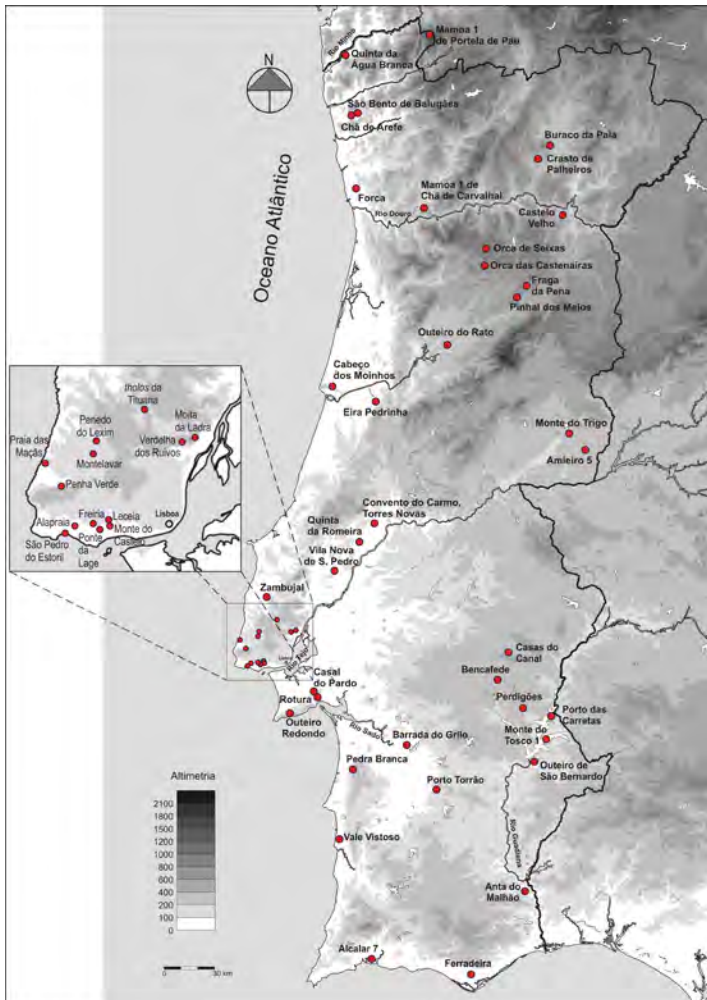 Rio Minho
Mamoa 1
de Portela de Pau
Quinta da
Água Branca
São Bento de Balugães
Chã de Arefe
Buraco da Pala
Crasto de
Palheiros
Oceano Atlântico
Forca
Mamoa 1 de
Chã de Carvalhal
Rio Douro
Castelo
Velho
Orca de Seixas
Orca das Castenairas
Fraga
da Pena
Pinhal dos Melos
Outeiro do Rato
Cabeço
dos Moinhos
Eira Pedrinha
Monte do Trigo
Amieiro 5
tholos da
Tituaria
Penedo
do Lexim
Moita
da Ladra
Verdelha
dos Ruivos
Praia das
Maçãs
Montelavar
Penha Verde
Freiria
Leceia
Lisboa
Alapraia
Monte do
Castelo
São Pedro
do Estoril
Ponte
da
Lage
Convento do Carmo,
Torres Novas
Quinta
da Romeira
Vila Nova
de S. Pedro
Zambujal
Rio Tejo
Casal
do Pardo
Rotura
Outeiro
Redondo
Rio Sado
Casas do
Canal
Bencafede
Perdigões
Porto das
Carretas
Monte do
Tosco 1
Outeiro de
São Bernardo
Barrada do Grilo
Pedra Branca
Porto Torrão
Vale Vistoso
Rio Guadiana
Anta do
Malhão
Alcalar 7
Ferradeira
Altimetria
2100
1800
1600
1200
1000
800
600
400
200
100
0
0
50 km